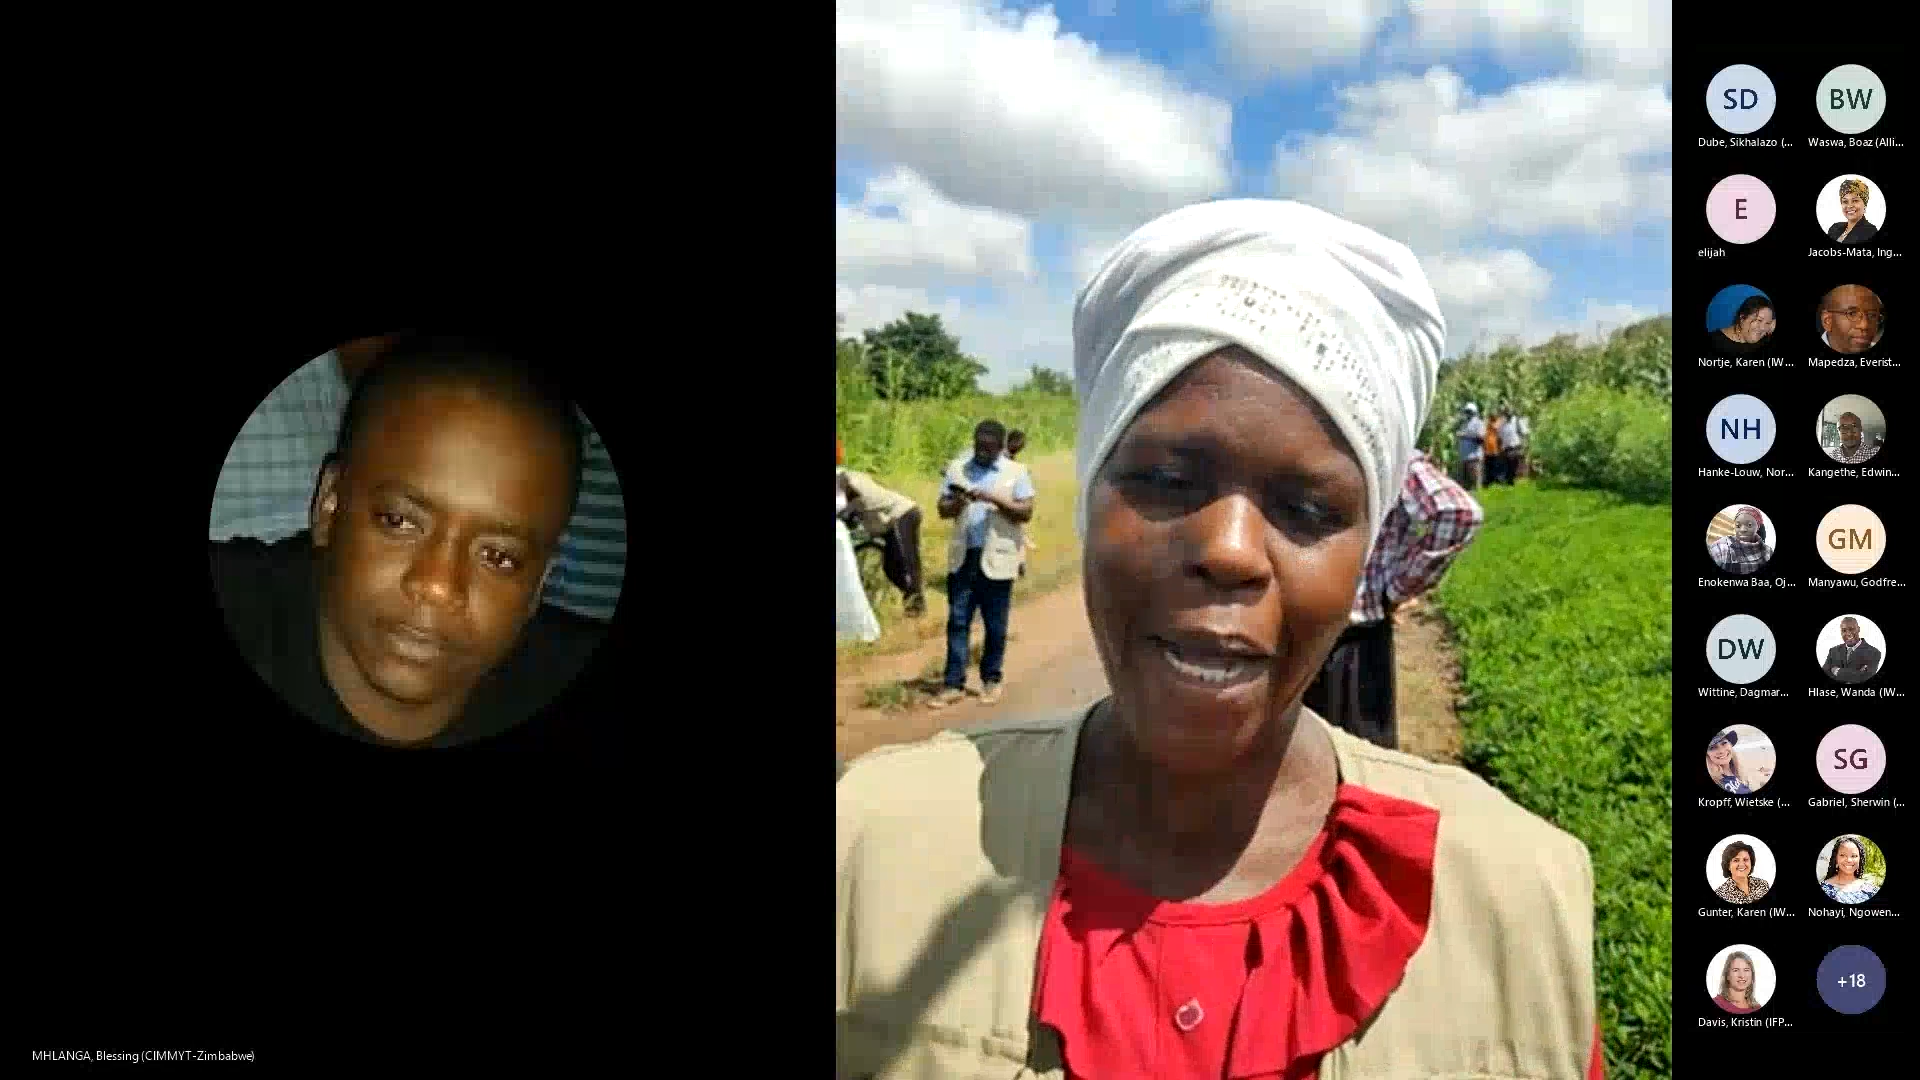 SD
BW
Dube, Sikhalazo (...
Waswa, Boaz (Alli...
E
elijah
Jacobs-Mata, Ing...
Nortje, Karen (IW...
Mapedza, Everist...
NH
Hanke-Louw, Nor...
Kangethe, Edwin...
GM
Enokenwa Baa, Oj...
Manyawu, Godfre...
DW
Wittine, Dagmar...
Hlase, Wanda (IW...
SG
Kropff, Wietske (...
Gabriel, Sherwin (...
Gunter, Karen (IW...
Nohayi, Ngowen...
+18
Davis, Kristin (IFP...
MHLANGA, Blessing (CIMMYT-Zimbabwe)